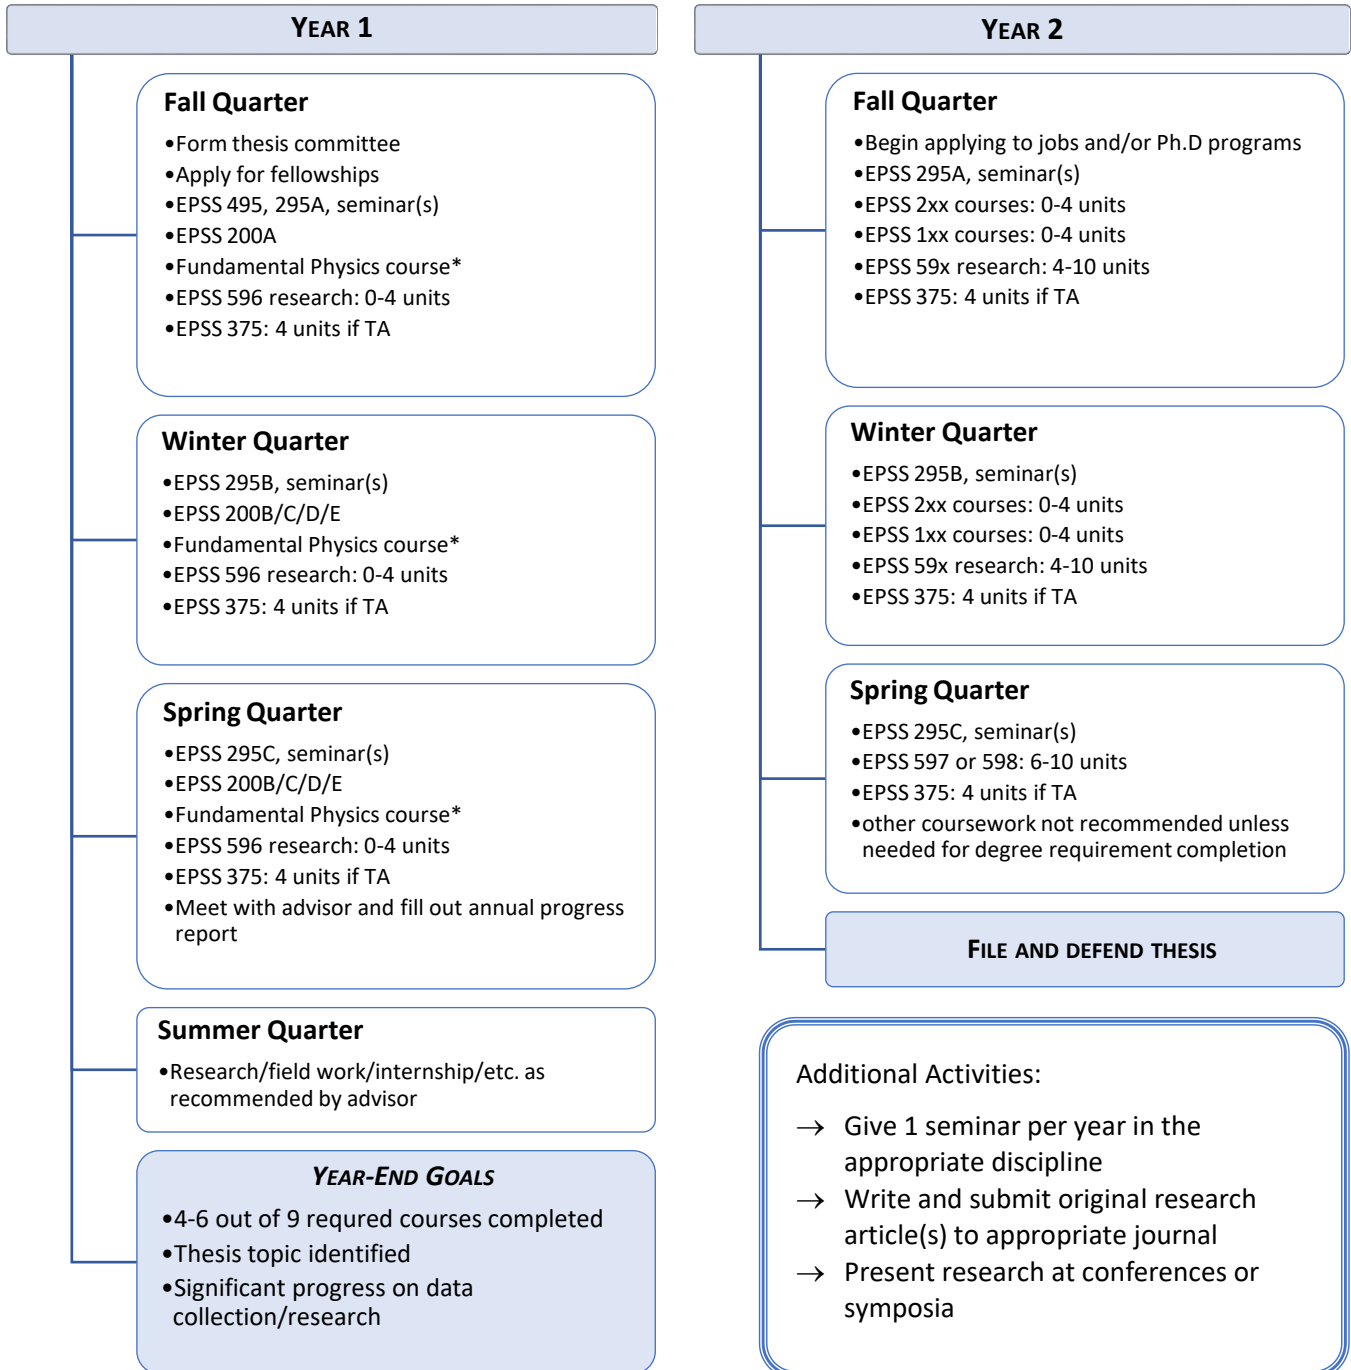 YEAR 1
Fall Quarter
•Form thesis committee
•Apply for fellowships
•EPSS 495, 295A, seminar(s)
•EPSS 200A
•Fundamental Physics course*
•EPSS 596 research: 0-4 units
•EPSS 375: 4 units if TA
Winter Quarter
•EPSS 295B, seminar(s)
•EPSS 200B/C/D/E
•Fundamental Physics course*
•EPSS 596 research: 0-4 units
•EPSS 375: 4 units if TA
Spring Quarter
•EPSS 295C, seminar(s)
•EPSS 200B/C/D/E
•Fundamental Physics course*
•EPSS 596 research: 0-4 units
•EPSS 375: 4 units if TA
•Meet with advisor and fill out annual progress
report
Summer Quarter
•Research/field work/internship/etc. as
recommended by advisor
YEAR-END GOALS
•4-6 out of 9 requred courses completed
•Thesis topic identified
•Significant progress on data
collection/research
YEAR 2
Fall Quarter
•Begin applying to jobs and/or Ph.D programs
•EPSS 295A, seminar(s)
•EPSS 2xx courses: 0-4 units
•EPSS 1xx courses: 0-4 units
•EPSS 59x research: 4-10 units
•EPSS 375: 4 units if TA
Winter Quarter
•EPSS 295B, seminar(s)
•EPSS 2xx courses: 0-4 units
•EPSS 1xx courses: 0-4 units
•EPSS 59x research: 4-10 units
•EPSS 375: 4 units if TA
Spring Quarter
•EPSS 295C, seminar(s)
•EPSS 597 or 598: 6-10 units
•EPSS 375: 4 units if TA
•other coursework not recommended unless
needed for degree requirement completion
FILE AND DEFEND THESIS
Additional Activities:
→ Give 1 seminar per year in the
appropriate discipline
→ Write and submit original research
article(s) to appropriate journal
→ Present research at conferences or
symposia